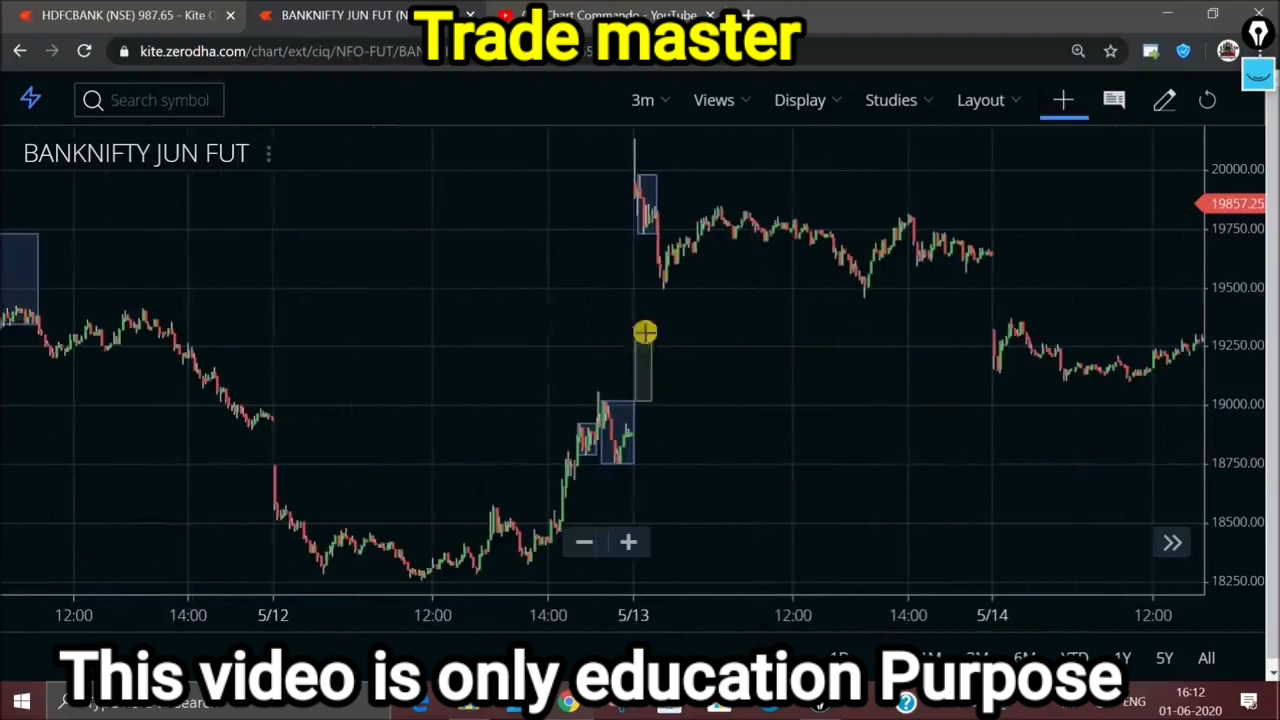 HDFCBANK (NSE) 987.65 - Kite
BANKNIFTY JUN FUT (N
Chart Commando - YouTube
Trade master
kite.zerodha.com/chart/ext/ciq/NFO-FUT/BAN
Search symbol
3m Views Display Studies Layout
BANKNIFTY JUN FUT
20000.00
19857.25
19750.00
19500.00
19250.00
19000.00
18750.00
18500.00
18250.00
12:00 14:00 5/12 12:00 14:00 5/13 12:00 14:00 5/14 12:00
1Y 5Y All
This video is only education Purpose
ENG
16:12
01-06-2020